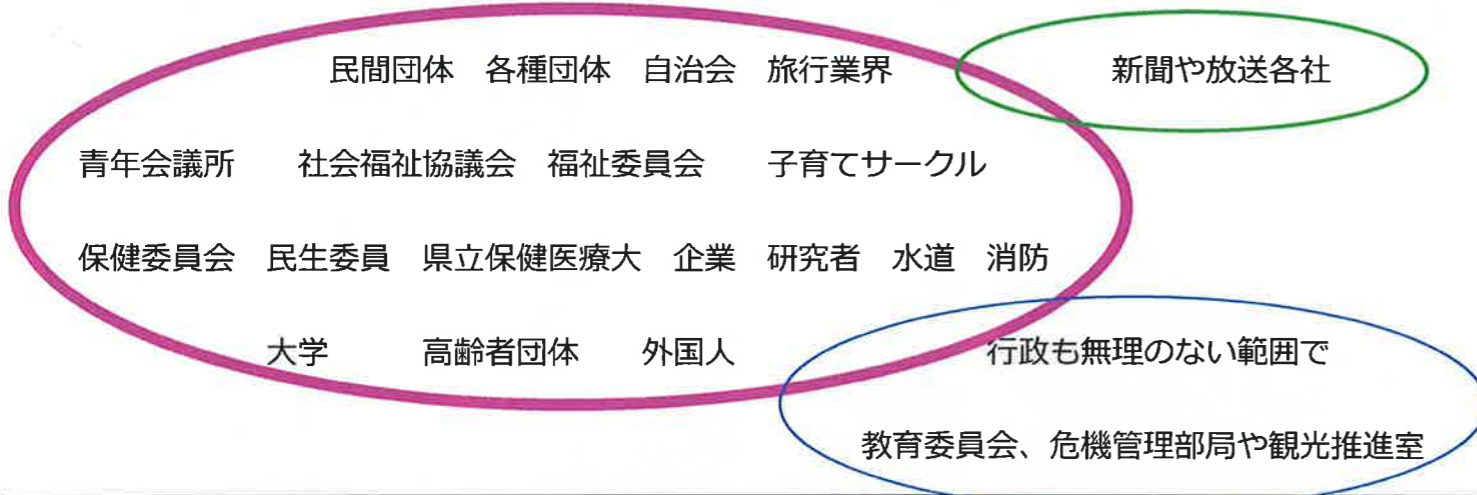 民間団体 各種団体 自治会 旅行業界 新聞や放送各社
青年会議所 社会福祉協議会 福祉委員会 子育てサークル
保健委員会 民生委員 県立保健医療大 企業 研究者 水道 消防
大学 高齢者団体 外国人 行政も無理のない範囲で
教育委員会、危機管理部局や観光推進室